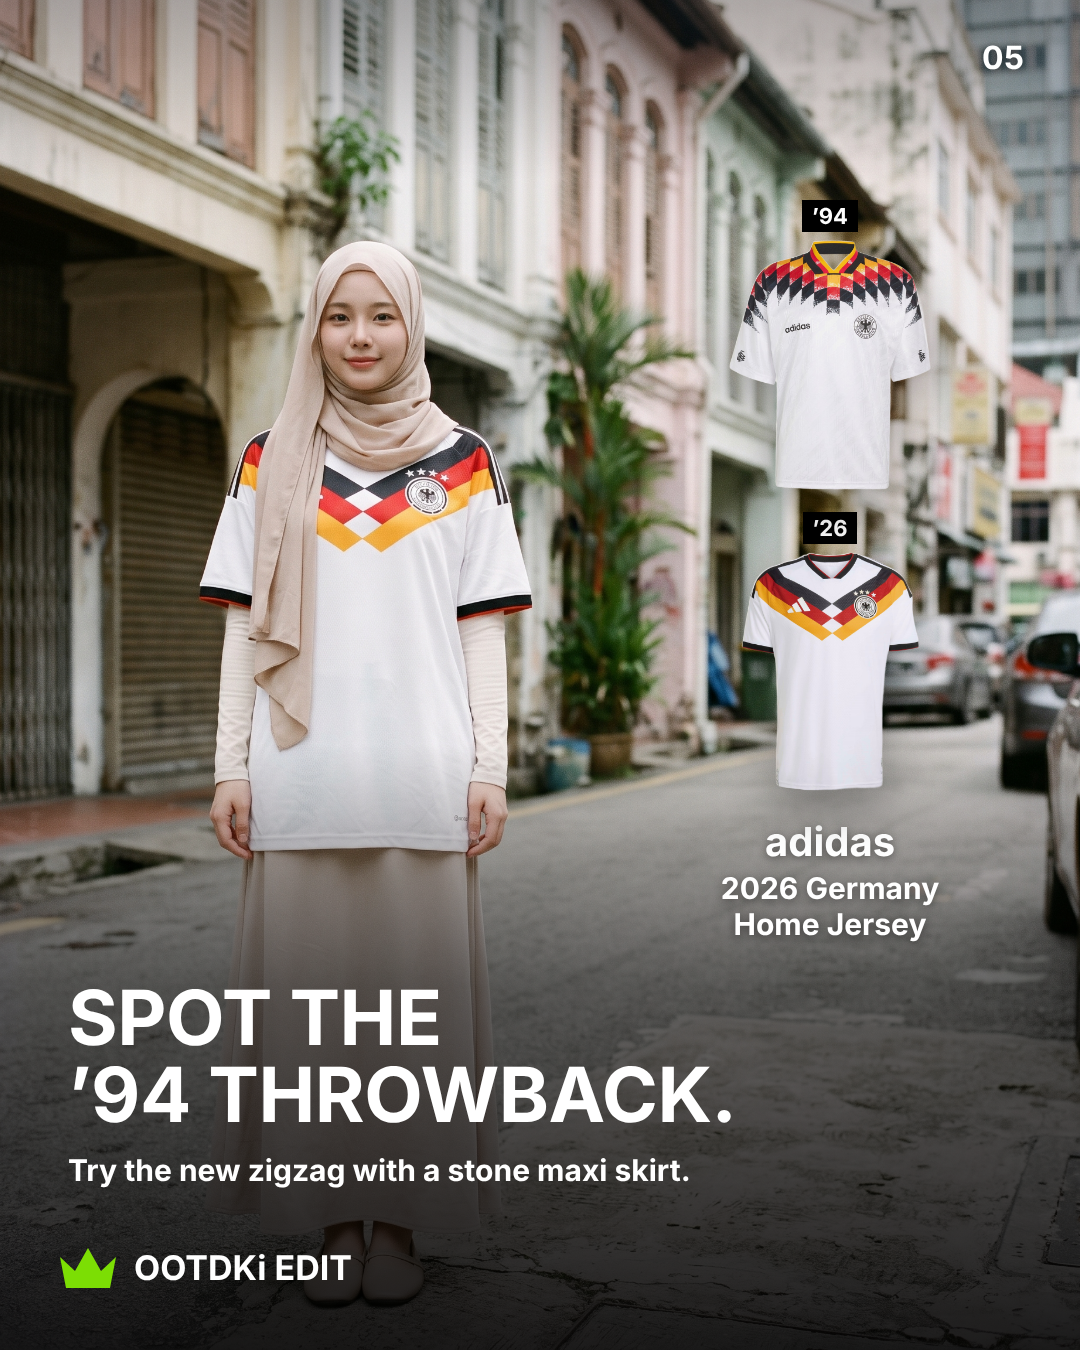 05
’94
adidas
’26
adidas
2026 Germany
Home Jersey
SPOT THE
’94 THROWBACK.
Try the new zigzag with a stone maxi skirt.
OOTDKi EDIT